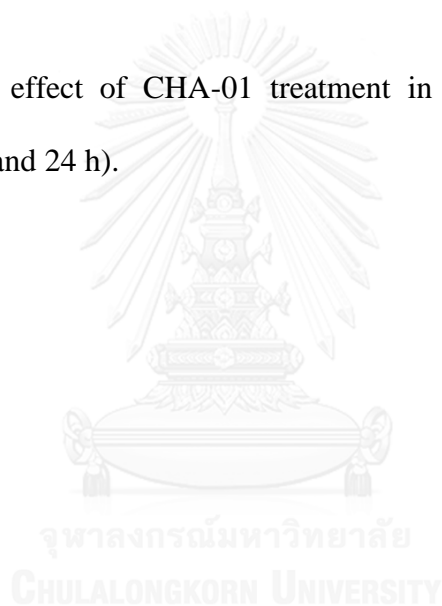 effect of CHA-01 treatment in
and 24 h).
จุฬาลงกรณ์มหาวิทยาลัย
CHULALONGKORN UNIVERSITY